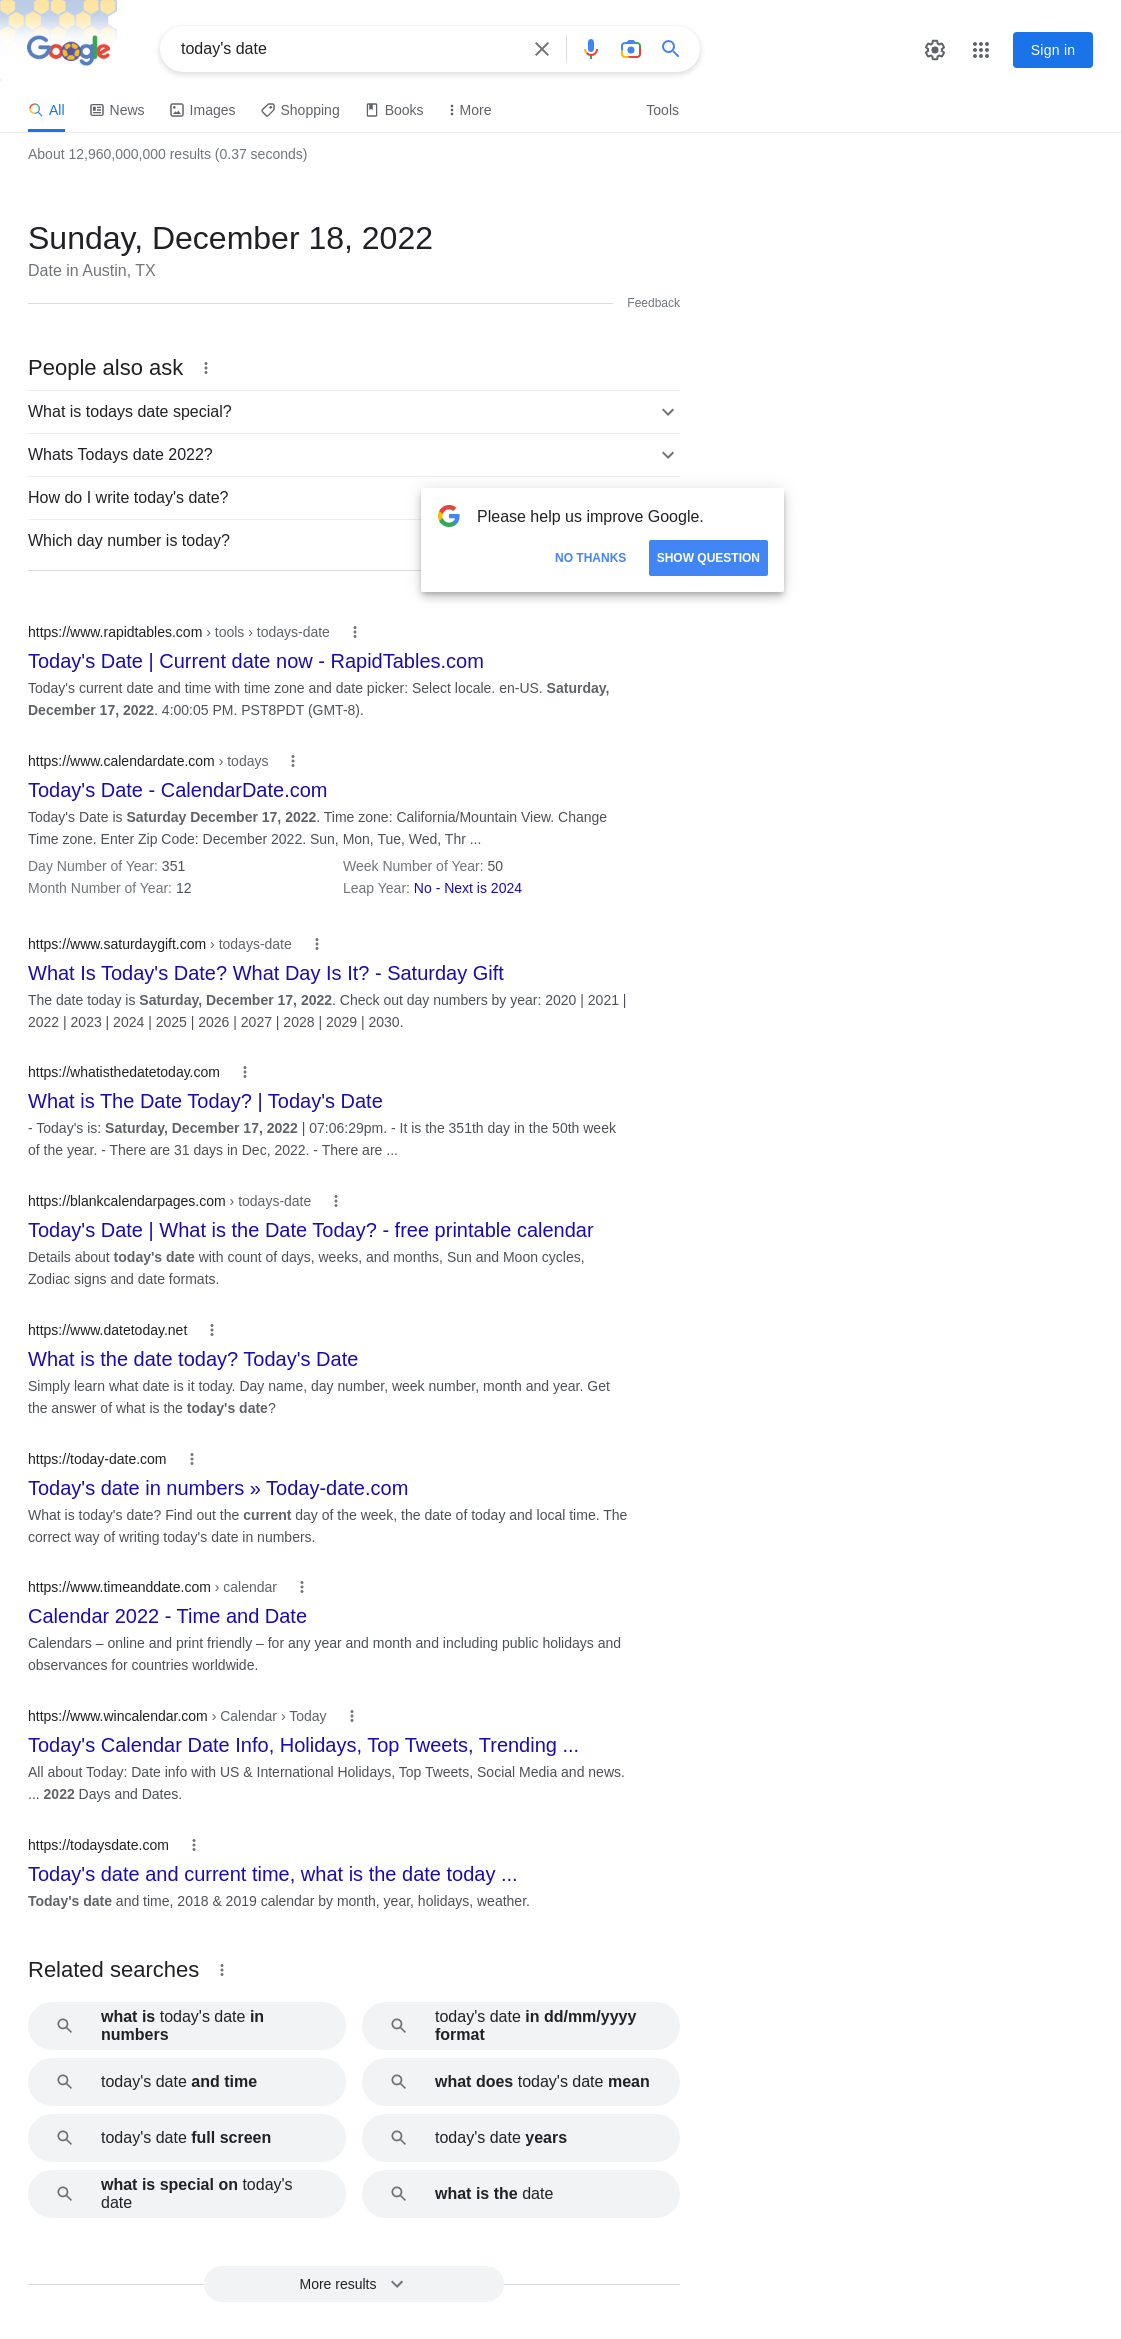 Google
today's date
Sign in
All News Images Shopping Books More Tools
About 12,960,000,000 results (0.37 seconds)
Sunday, December 18, 2022
Date in Austin, TX
Feedback
People also ask
What is todays date special?
Whats Todays date 2022?
How do I write today's date?
Which day number is today?
Please help us improve Google.
NO THANKS SHOW QUESTION
https://www.rapidtables.com › tools › todays-date
Today's Date | Current date now - RapidTables.com
Today's current date and time with time zone and date picker: Select locale. en-US. Saturday,
December 17, 2022. 4:00:05 PM. PST8PDT (GMT-8).
https://www.calendardate.com › todays
Today's Date - CalendarDate.com
Today's Date is Saturday December 17, 2022. Time zone: California/Mountain View. Change
Time zone. Enter Zip Code: December 2022. Sun, Mon, Tue, Wed, Thr ...
Day Number of Year: 351 Week Number of Year: 50
Month Number of Year: 12 Leap Year: No - Next is 2024
https://www.saturdaygift.com › todays-date
What Is Today's Date? What Day Is It? - Saturday Gift
The date today is Saturday, December 17, 2022. Check out day numbers by year: 2020 | 2021 |
2022 | 2023 | 2024 | 2025 | 2026 | 2027 | 2028 | 2029 | 2030.
https://whatisthedatetoday.com
What is The Date Today? | Today's Date
- Today's is: Saturday, December 17, 2022 | 07:06:29pm. - It is the 351th day in the 50th week
of the year. - There are 31 days in Dec, 2022. - There are ...
https://blankcalendarpages.com › todays-date
Today's Date | What is the Date Today? - free printable calendar
Details about today's date with count of days, weeks, and months, Sun and Moon cycles,
Zodiac signs and date formats.
https://www.datetoday.net
What is the date today? Today's Date
Simply learn what date is it today. Day name, day number, week number, month and year. Get
the answer of what is the today's date?
https://today-date.com
Today's date in numbers » Today-date.com
What is today's date? Find out the current day of the week, the date of today and local time. The
correct way of writing today's date in numbers.
https://www.timeanddate.com › calendar
Calendar 2022 - Time and Date
Calendars – online and print friendly – for any year and month and including public holidays and
observances for countries worldwide.
https://www.wincalendar.com › Calendar › Today
Today's Calendar Date Info, Holidays, Top Tweets, Trending ...
All about Today: Date info with US & International Holidays, Top Tweets, Social Media and news.
... 2022 Days and Dates.
https://todaysdate.com
Today's date and current time, what is the date today ...
Today's date and time, 2018 & 2019 calendar by month, year, holidays, weather.
Related searches
what is today's date in
numbers
today's date in dd/mm/yyyy
format
today's date and time
what does today's date mean
today's date full screen
today's date years
what is special on today's
date
what is the date
More results